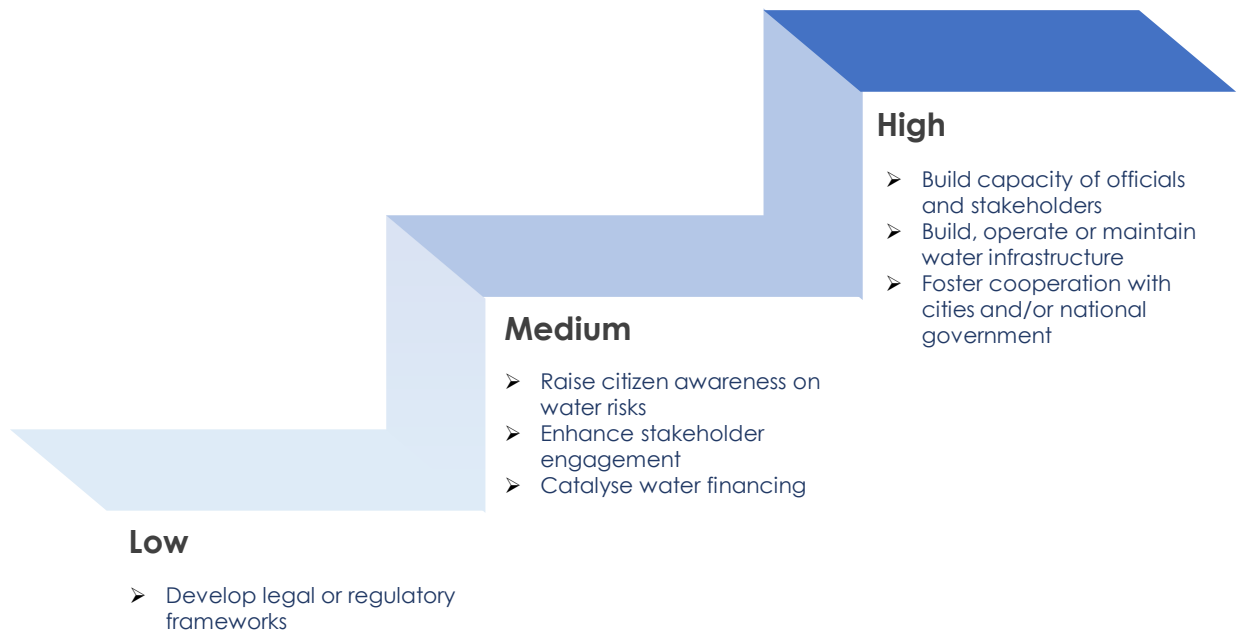 High
➢ Build capacity of officials
and stakeholders
➢ Build, operate or maintain
water infrastructure
➢ Foster cooperation with
cities and/or national
government
Medium
➢ Raise citizen awareness on
water risks
➢ Enhance stakeholder
engagement
➢ Catalyse water financing
Low
➢ Develop legal or regulatory
frameworks